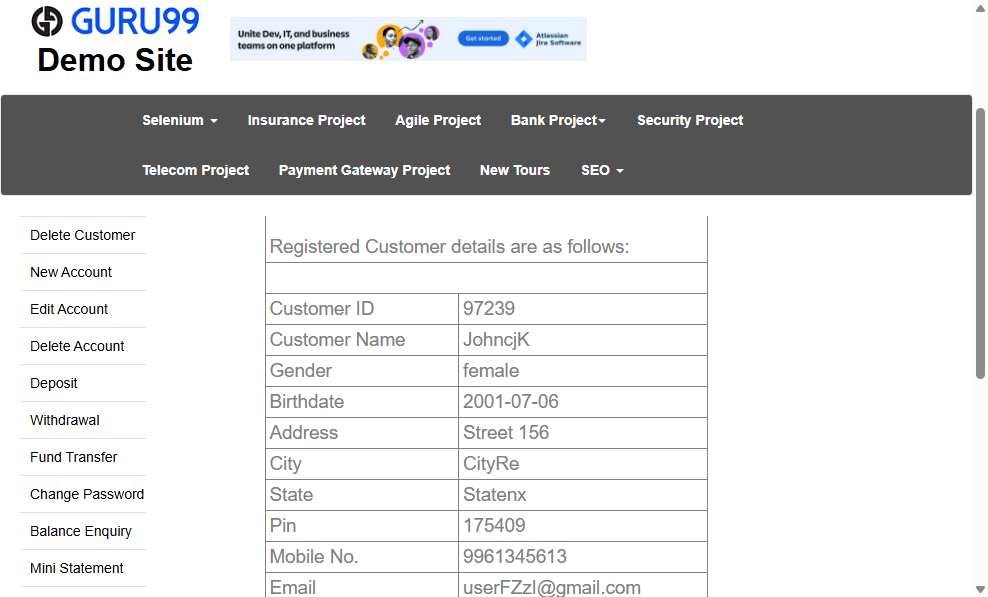 GURU99
Demo Site
Unite Dev, IT, and business
teams on one platform
Get started
Atlassian
Jira Software
Selenium
Insurance Project
Agile Project
Bank Project
Security Project
Telecom Project
Payment Gateway Project
New Tours
SEO
Delete Customer
New Account
Edit Account
Delete Account
Deposit
Withdrawal
Fund Transfer
Change Password
Balance Enquiry
Mini Statement
Registered Customer details are as follows:
Customer ID 97239
Customer Name JohncjK
Gender female
Birthdate 2001-07-06
Address Street 156
City CityRe
State Statenx
Pin 175409
Mobile No. 9961345613
Email userFZzl@gmail.com